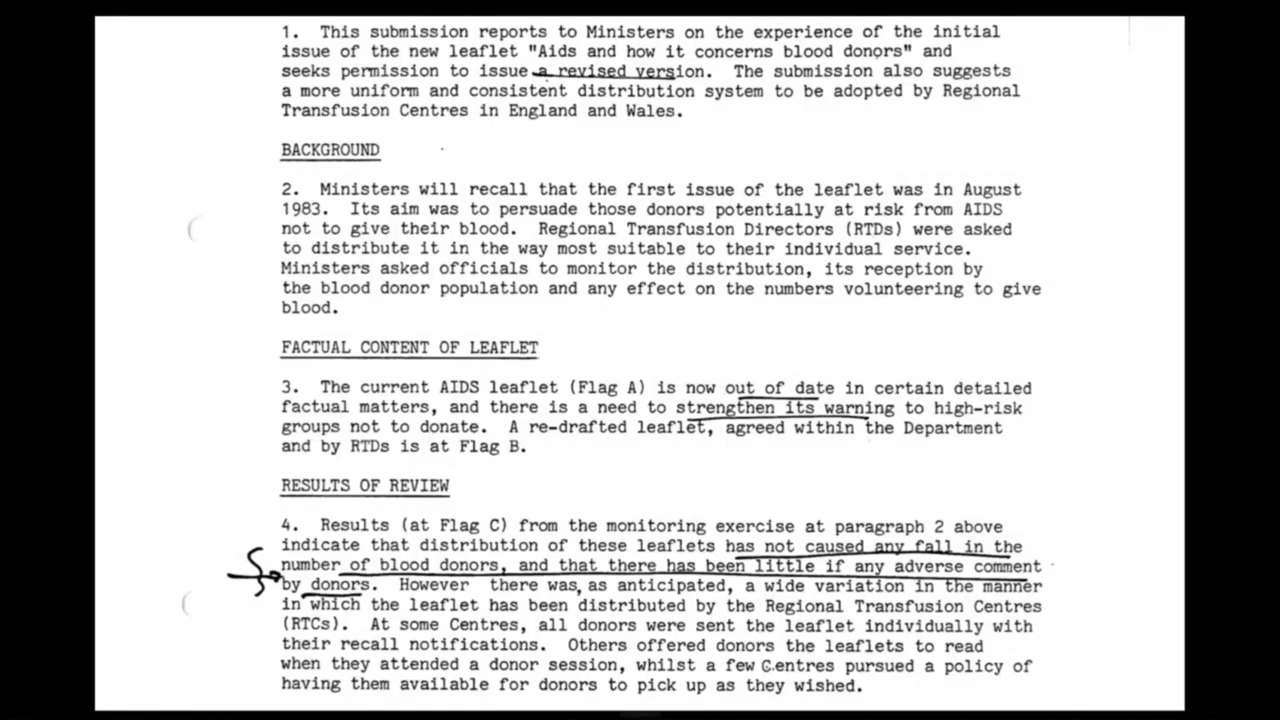 1. This submission reports to Ministers on the experience of the initial
issue of the new leaflet "Aids and how it concerns blood donors" and
seeks permission to issue a revised version. The submission also suggests
a more uniform and consistent distribution system to be adopted by Regional
Transfusion Centres in England and Wales.
BACKGROUND
2. Ministers will recall that the first issue of the leaflet was in August
1983. Its aim was to persuade those donors potentially at risk from AIDS
not to give their blood. Regional Transfusion Directors (RTDs) were asked
to distribute it in the way most suitable to their individual service.
Ministers asked officials to monitor the distribution, its reception by
the blood donor population and any effect on the numbers volunteering to give
blood.
FACTUAL CONTENT OF LEAFLET
3. The current AIDS leaflet (Flag A) is now out of date in certain detailed
factual matters, and there is a need to strengthen its warning to high-risk
groups not to donate. A re-drafted leaflet, agreed within the Department
and by RTDs is at Flag B.
RESULTS OF REVIEW
4. Results (at Flag C) from the monitoring exercise at paragraph 2 above
indicate that distribution of these leaflets has not caused any fall in the
number of blood donors, and that there has been little if any adverse comment
by donors. However there was, as anticipated, a wide variation in the manner
in which the leaflet has been distributed by the Regional Transfusion Centres
(RTCs). At some Centres, all donors were sent the leaflet individually with
their recall notifications. Others offered donors the leaflets to read
when they attended a donor session, whilst a few Centres pursued a policy of
having them available for donors to pick up as they wished.